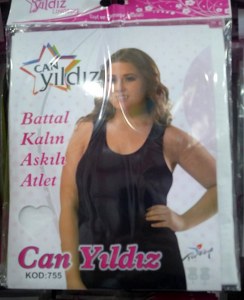 yıldız
CAN
yıldız
Battal
Kalın
Askılı
Atlet
Can Yıldız
KOD:755